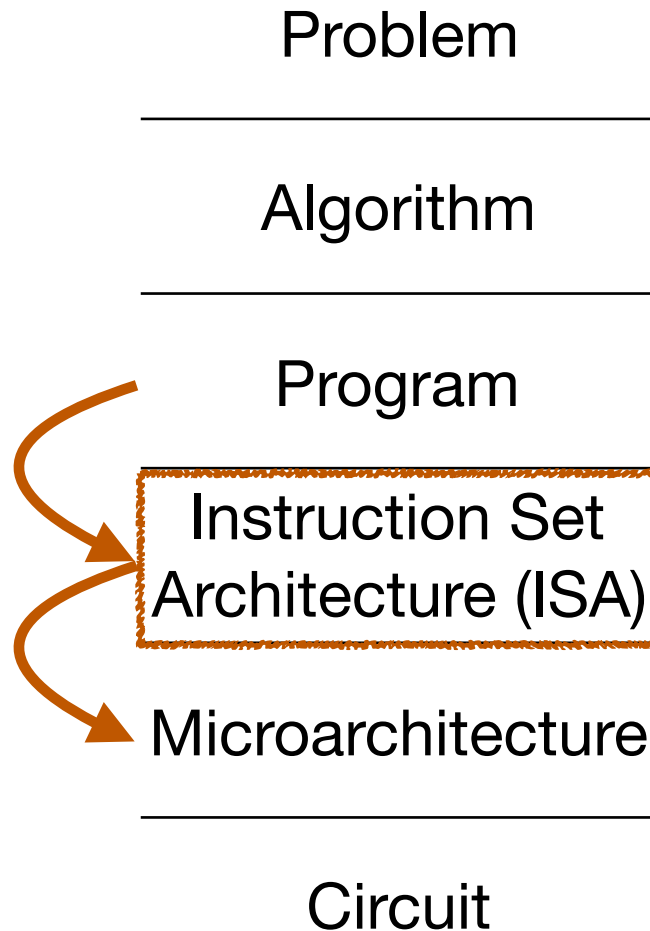 Problem
Algorithm
Program
Instruction Set
Architecture (ISA)
Microarchitecture
Circuit